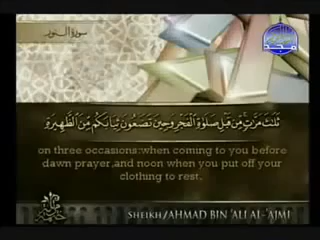 سورة النور
ثَلَٰثَ مَرَّٰتٍ مِّن قَبْلِ صَلَوٰةِ ٱلْفَجْرِ وَحِينَ تَضَعُونَ ثِيَابَكُم مِّنَ ٱلظَّهِيرَةِ وَ
on three occasions:when coming to you before
dawn prayer,and noon when you put off your
clothing to rest.
SHEIKH/AHMAD BIN 'ALI AL-'AJMI